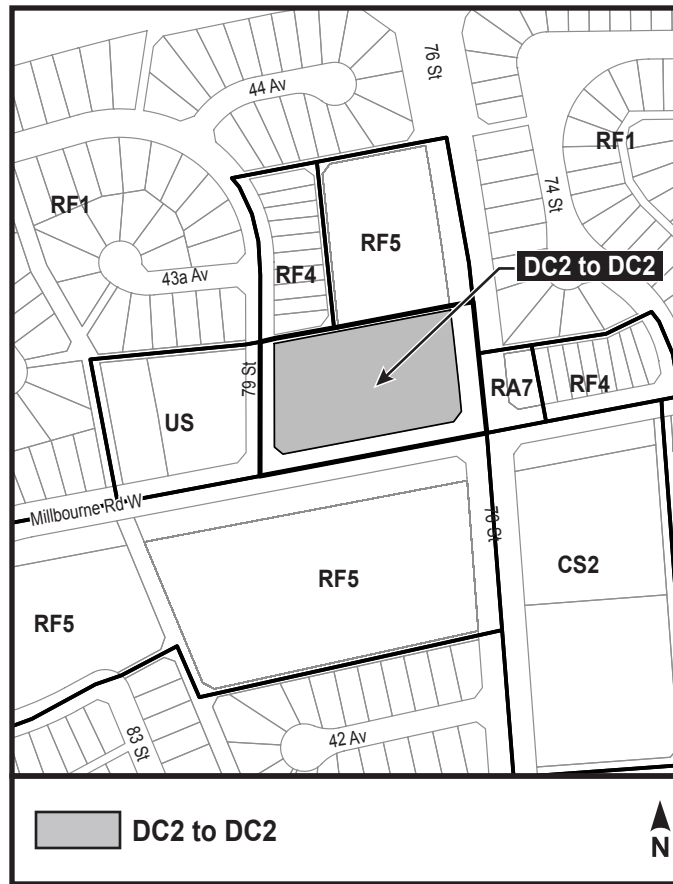 76 St
44 Av
RF1
RF1
74 St
RF5
DC2 to DC2
43a Av
RF4
79 St
RA7
RF4
US
Millbourne Rd W
76 St
CS2
RF5
RF5
83 St
42 Av
DC2 to DC2
N